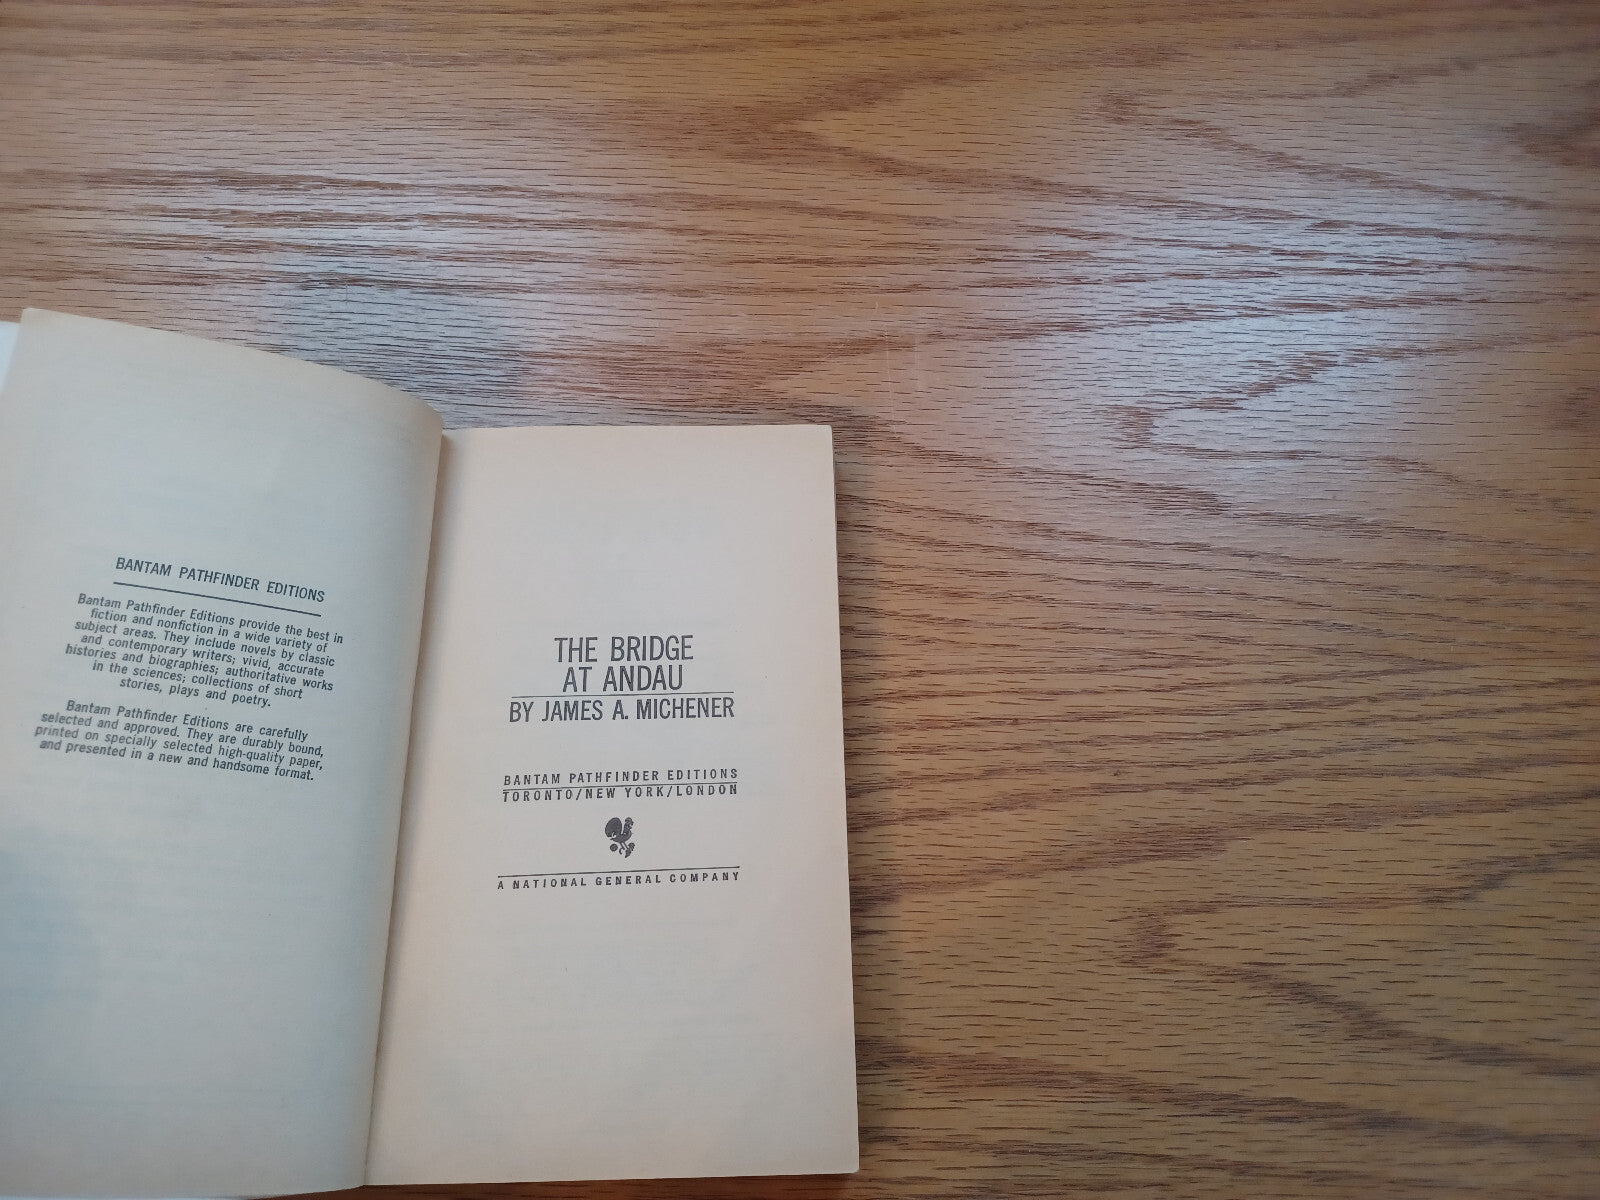 BANTAM PATHFINDER EDITIONS
Bantam Pathfinder Editions provide the best in
fiction and nonfiction in a wide variety of
subject areas. They include novels by classic
and contemporary writers; vivid, accurate
histories and biographies; authoritative works
in the sciences; collections of short
stories, plays and poetry.
Bantam Pathfinder Editions are carefully
selected and approved. They are durably bound,
printed on specially selected high-quality paper,
and presented in a new and handsome format.
THE BRIDGE
AT ANDAU
BY JAMES A. MICHENER
BANTAM PATHFINDER EDITIONS
TORONTO/NEW YORK/LONDON
A NATIONAL GENERAL COMPANY